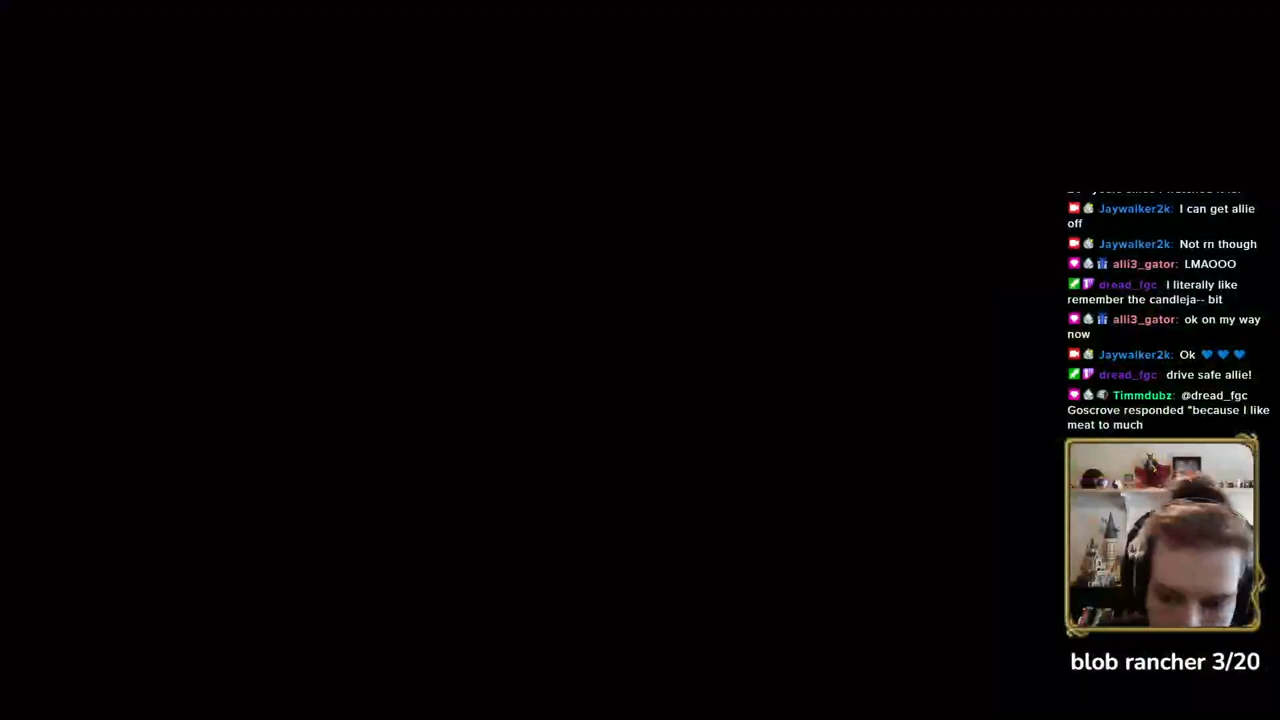 Jaywalker2k: I can get allie
off
Jaywalker2k: Not rn though
alli3_gator: LMAOOO
dread_fgc I literally like
remember the candleja-- bit
alli3_gator: ok on my way
now
Jaywalker2k: Ok 💙 💙 💙
dread_fgc drive safe allie!
Timmdubz: @dread_fgc
Goscrove responded "because I like
meat to much
blob rancher 3/20